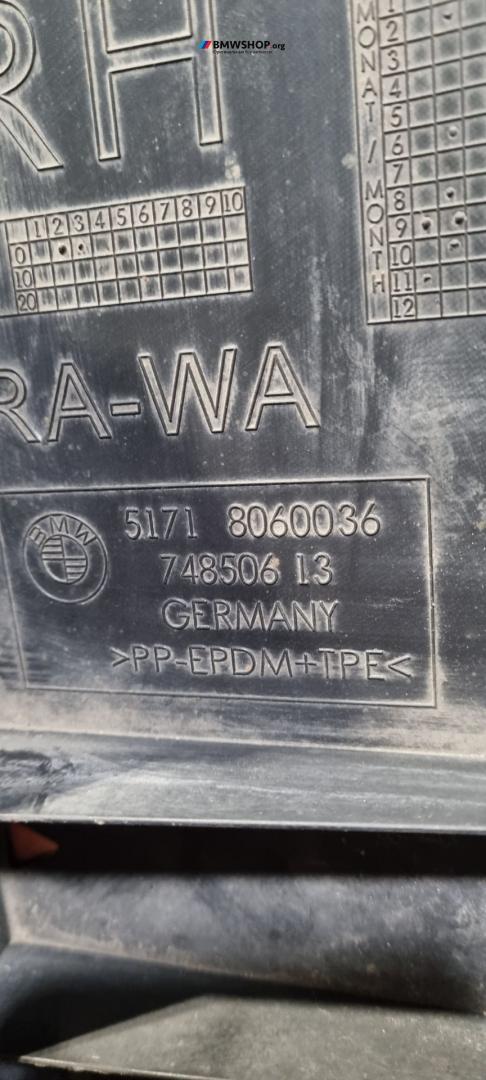 BMWSHOP.org
RH
MONAT / MONTH
1
2
3
4
5
6
7
8
9
10
11
12
1 2 3 4 5 6 7 8 9 10
0
10
20
RA-WA
BMW
5171 8060036
748506 13
GERMANY
>PP-EPDM+TPE<